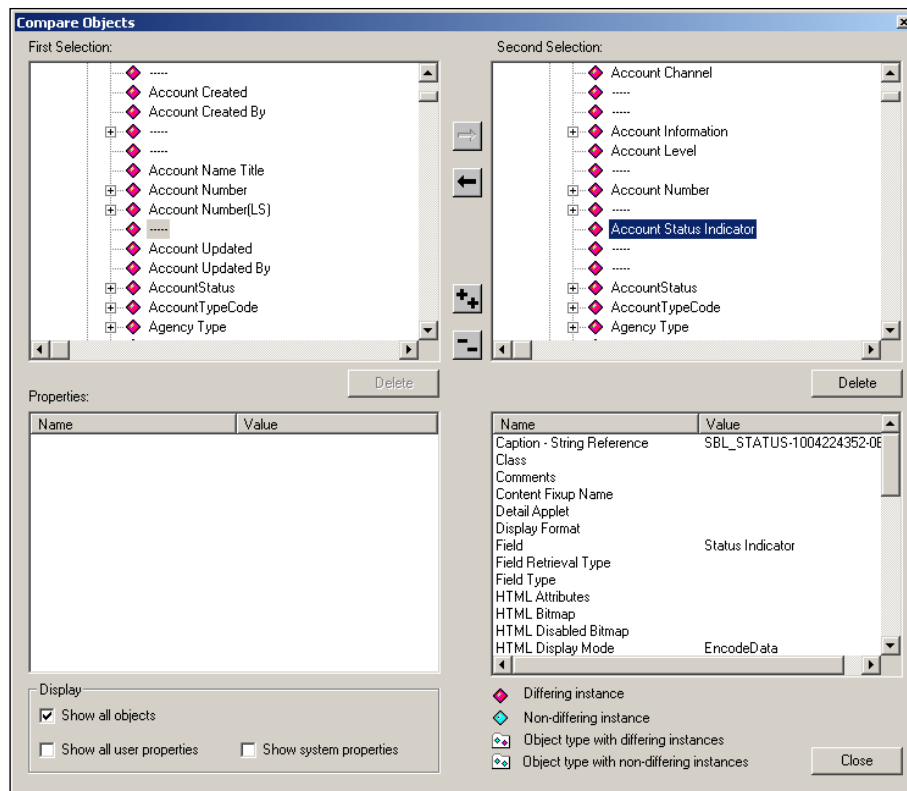 Compare Objects
First Selection:
-----
Account Created
Account Created By
-----
-----
Account Name Title
Account Number
Account Number(LS)
-----
Account Updated
Account Updated By
AccountStatus
AccountTypeCode
Agency Type
Second Selection:
Account Channel
-----
-----
Account Information
Account Level
-----
Account Number
-----
Account Status Indicator
-----
-----
AccountStatus
AccountTypeCode
Agency Type
Delete
Delete
Properties:
Name Value
Name Value
Caption - String Reference SBL_STATUS-1004224352-0E
Class
Comments
Content Fixup Name
Detail Applet
Display Format
Field Status Indicator
Field Retrieval Type
Field Type
HTML Attributes
HTML Bitmap
HTML Disabled Bitmap
HTML Display Mode EncodeData
Display
Show all objects
Show all user properties Show system properties
Differing instance
Non-differing instance
Object type with differing instances
Object type with non-differing instances
Close